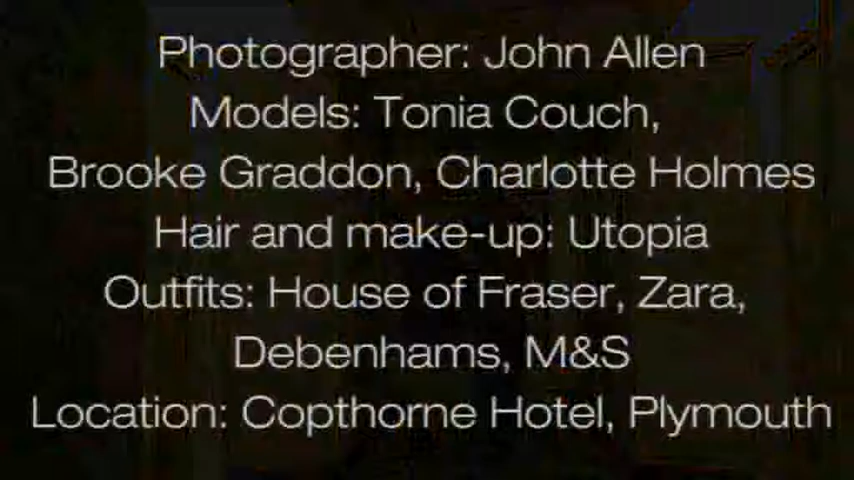 Photographer: John Allen
Models: Tonia Couch,
Brooke Graddon, Charlotte Holmes
Hair and make-up: Utopia
Outfits: House of Fraser, Zara,
Debenhams, M&S
Location: Copthorne Hotel, Plymouth